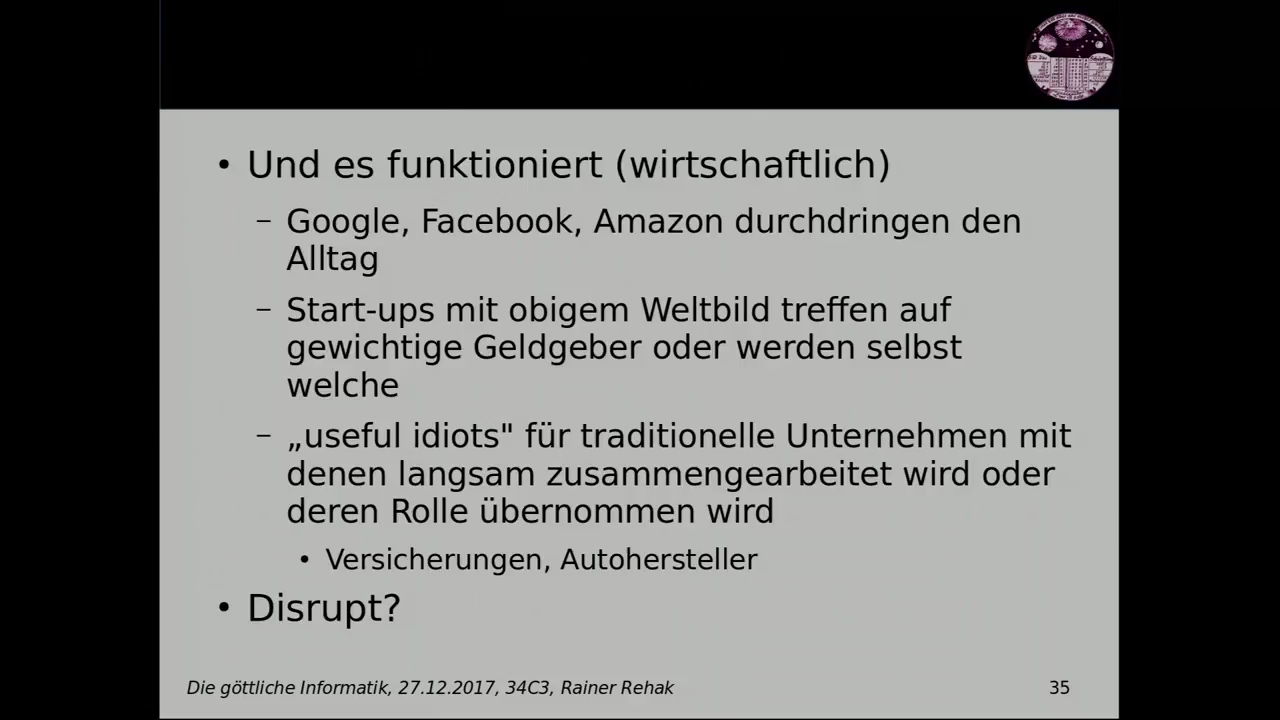 • Und es funktioniert (wirtschaftlich)
– Google, Facebook, Amazon durchdringen den
Alltag
– Start-ups mit obigem Weltbild treffen auf
gewichtige Geldgeber oder werden selbst
welche
– „useful idiots" für traditionelle Unternehmen mit
denen langsam zusammengearbeitet wird oder
deren Rolle übernommen wird
• Versicherungen, Autohersteller
• Disrupt?
Die göttliche Informatik, 27.12.2017, 34C3, Rainer Rehak 35